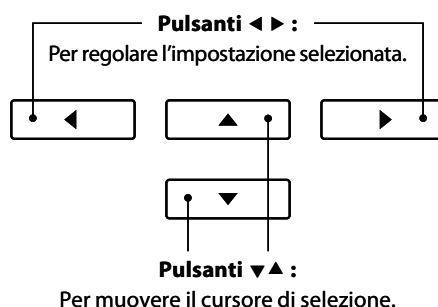 Pulsanti ◀ ▶ :
Per regolare l’impostazione selezionata.
Pulsanti ▼▲ :
Per muovere il cursore di selezione.